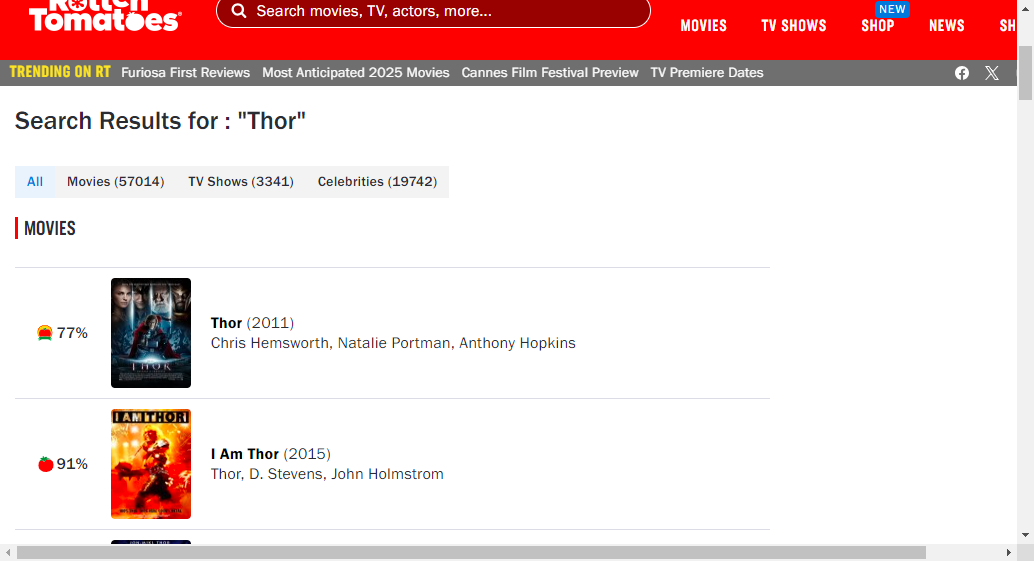 Rotten
Tomatoes
Search movies, TV, actors, more...
MOVIES
TV SHOWS
NEW
SHOP
NEWS
SH
TRENDING ON RT
Furiosa First Reviews
Most Anticipated 2025 Movies
Cannes Film Festival Preview
TV Premiere Dates
Search Results for : "Thor"
All
Movies (57014)
TV Shows (3341)
Celebrities (19742)
MOVIES
77%
THOR
Thor (2011)
Chris Hemsworth, Natalie Portman, Anthony Hopkins
91%
I AM THOR
I Am Thor (2015)
Thor, D. Stevens, John Holmstrom